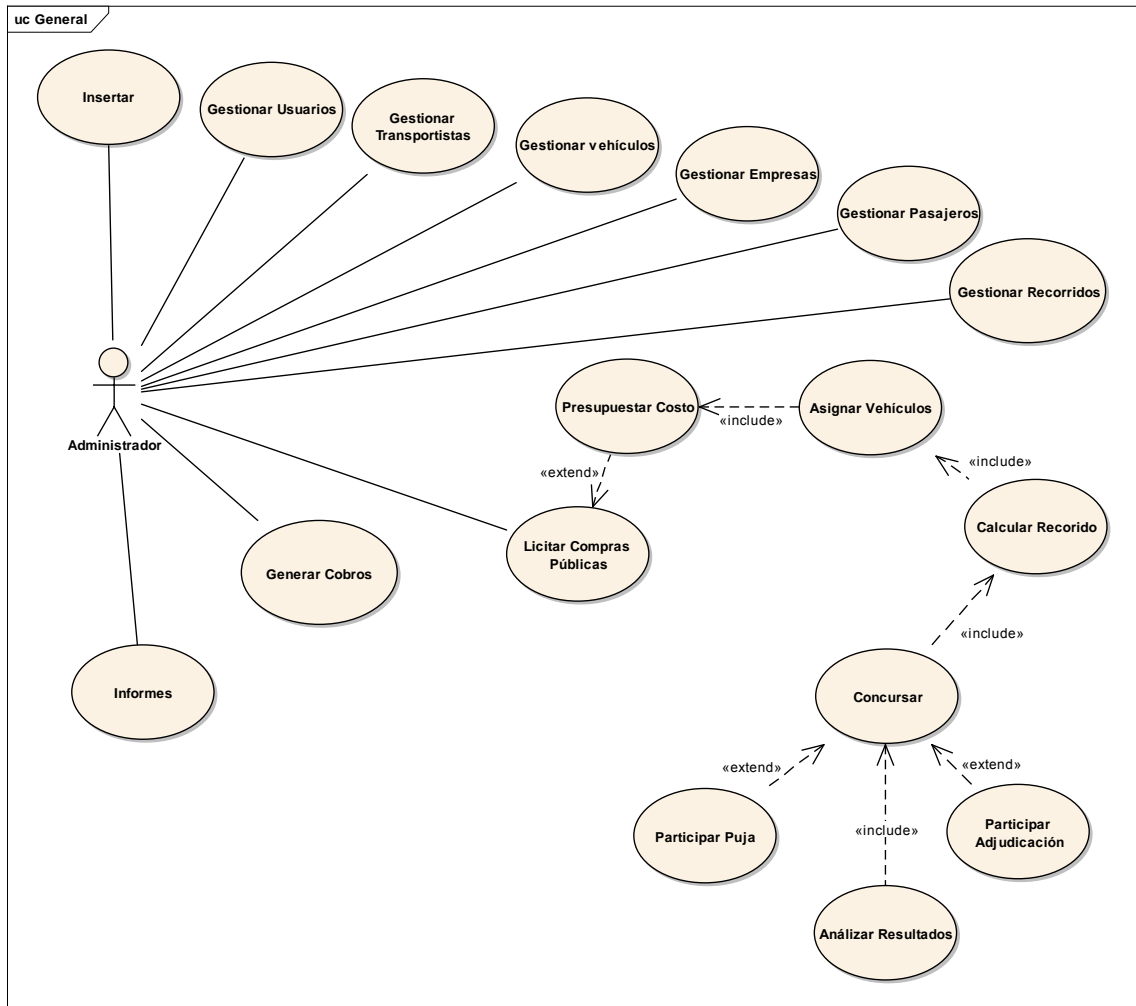 uc General
Insertar
Gestionar Usuarios
Gestionar
Transportistas
Gestionar vehículos
Gestionar Empresas
Gestionar Pasajeros
Gestionar Recorridos
Administrador
Presupuestar Costo
«include»
Asignar Vehículos
«extend»
«include»
Licitar Compras
Públicas
Calcular Recorido
Generar Cobros
«include»
Informes
Concursar
«extend»
«extend»
Participar Puja
«include»
Participar
Adjudicación
Análizar Resultados